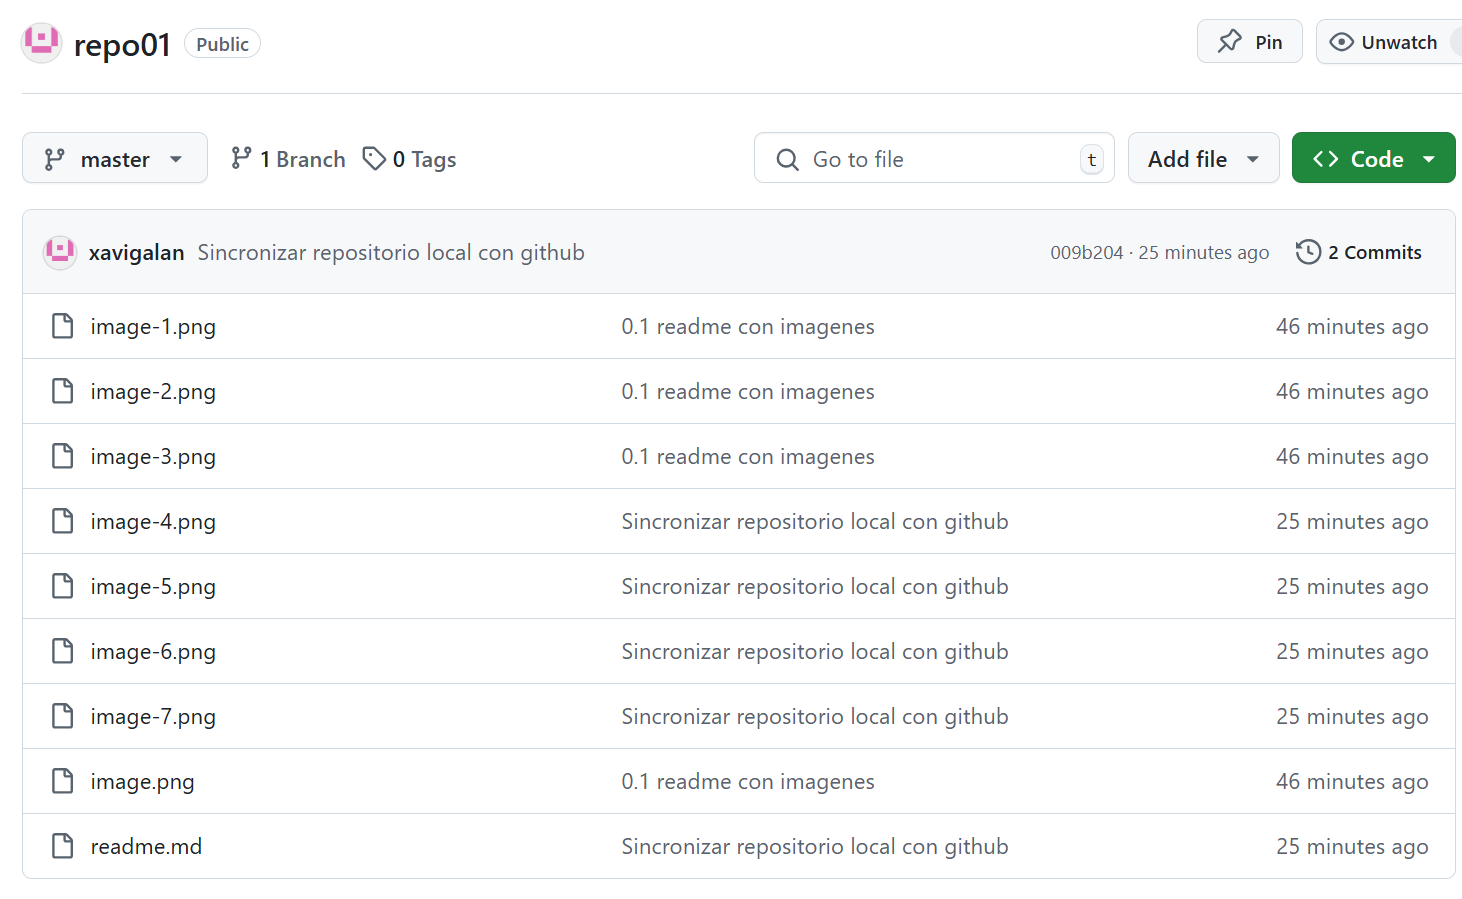 repo01 Public Pin Unwatch
master 1 Branch 0 Tags Go to file t Add file Code
xavigalan Sincronizar repositorio local con github 009b204 · 25 minutes ago 2 Commits
image-1.png 0.1 readme con imagenes 46 minutes ago
image-2.png 0.1 readme con imagenes 46 minutes ago
image-3.png 0.1 readme con imagenes 46 minutes ago
image-4.png Sincronizar repositorio local con github 25 minutes ago
image-5.png Sincronizar repositorio local con github 25 minutes ago
image-6.png Sincronizar repositorio local con github 25 minutes ago
image-7.png Sincronizar repositorio local con github 25 minutes ago
image.png 0.1 readme con imagenes 46 minutes ago
readme.md Sincronizar repositorio local con github 25 minutes ago